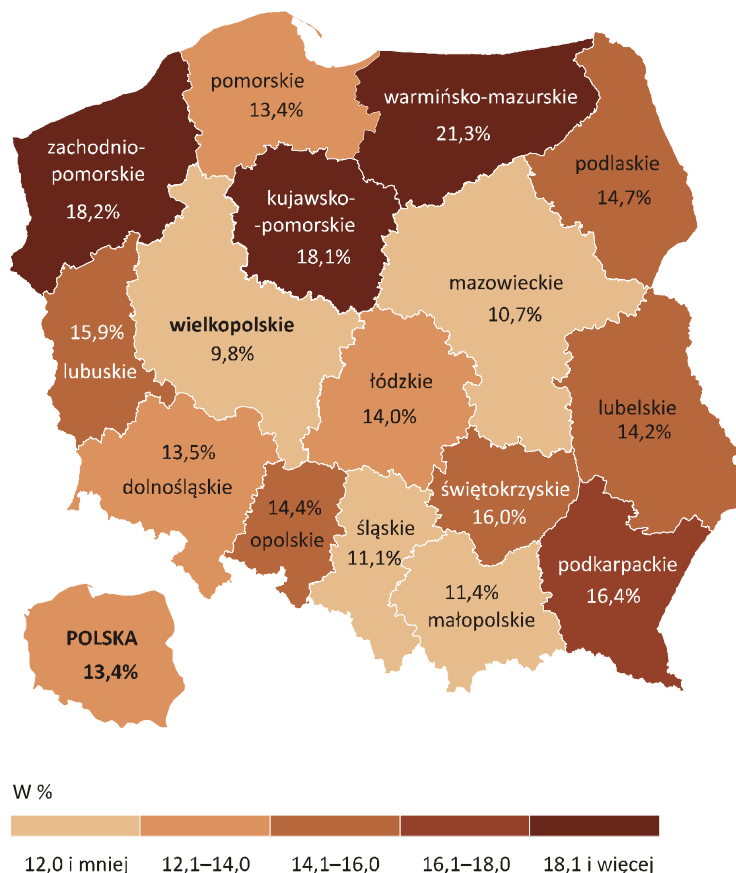 pomorskie
13,4%
warmińsko-mazurskie
21,3%
zachodnio-
pomorskie
18,2%
podlaskie
14,7%
kujawsko-
-pomorskie
18,1%
mazowieckie
10,7%
wielkopolskie
9,8%
15,9%
lubuskie
łódzkie
14,0%
lubelskie
14,2%
13,5%
dolnośląskie
14,4%
opolskie
śląskie
11,1%
świętokrzyskie
16,0%
podkarpackie
16,4%
11,4%
małopolskie
POLSKA
13,4%
W %
12,0 i mniej 12,1–14,0 14,1–16,0 16,1–18,0 18,1 i więcej